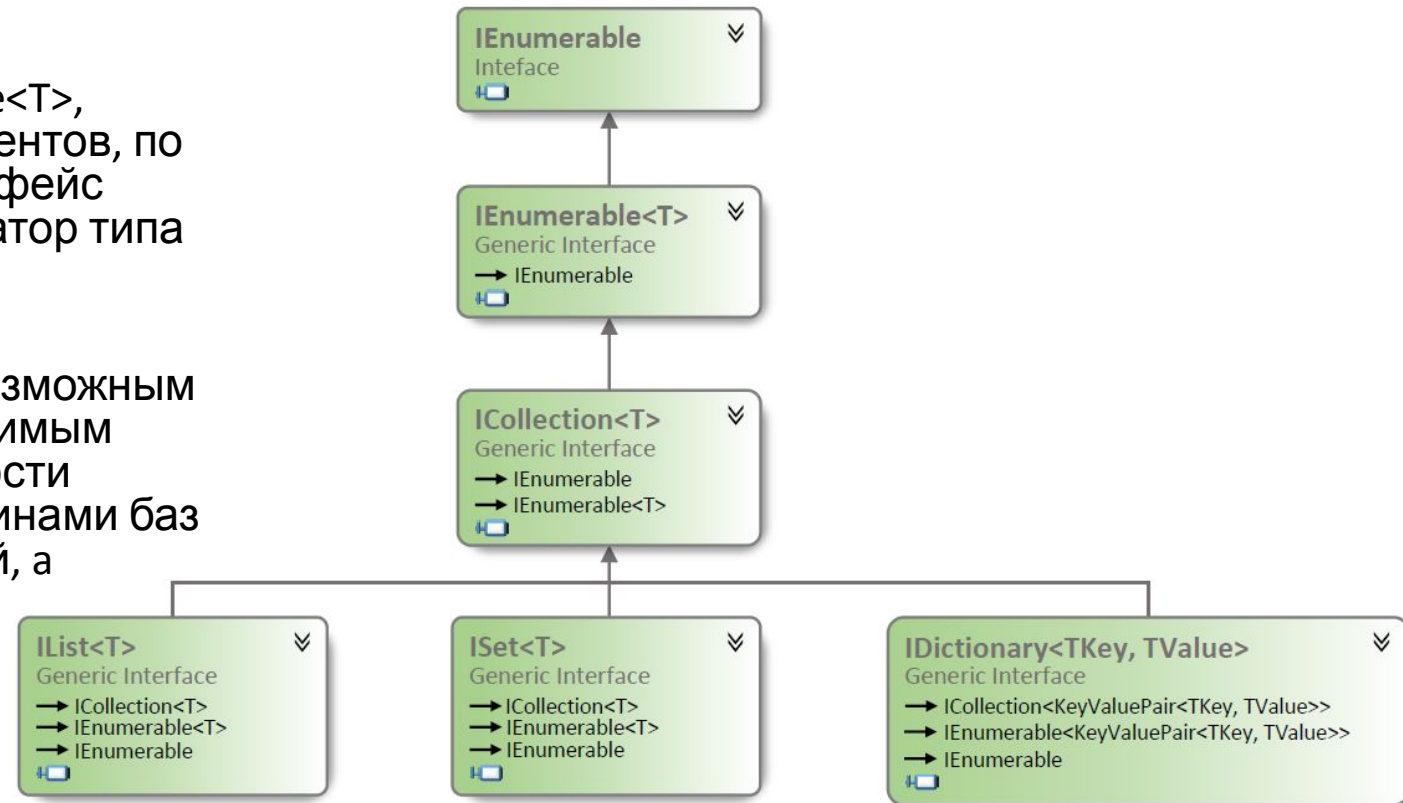 e<T>,
ентов, по
фейс
атор типа
зможным
имым
ости
инами баз
й, а
IEnumerable
Inteface
IEnumerable<T>
Generic Interface
IEnumerable
ICollection<T>
Generic Interface
IEnumerable
IEnumerable<T>
IList<T>
Generic Interface
ICollection<T>
IEnumerable<T>
IEnumerable
ISet<T>
Generic Interface
ICollection<T>
IEnumerable<T>
IEnumerable
IDictionary<TKey, TValue>
Generic Interface
ICollection<KeyValuePair<TKey, TValue>>
IEnumerable<KeyValuePair<TKey, TValue>>
IEnumerable